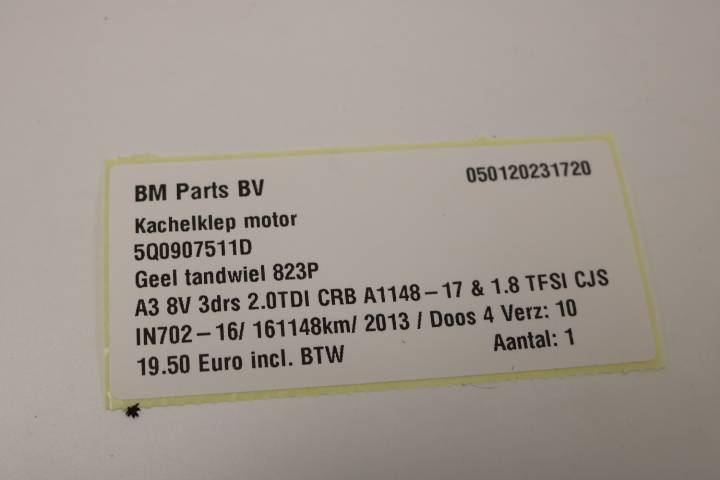 BM Parts BV
050120231720
Kachelklep motor
5Q0907511D
Geel tandwiel 823P
A3 8V 3drs 2.0TDI CRB A1148-17 & 1.8 TFSI CJS
IN702-16/ 161148km/ 2013 / Doos 4 Verz: 10
19.50 Euro incl. BTW
Aantal: 1